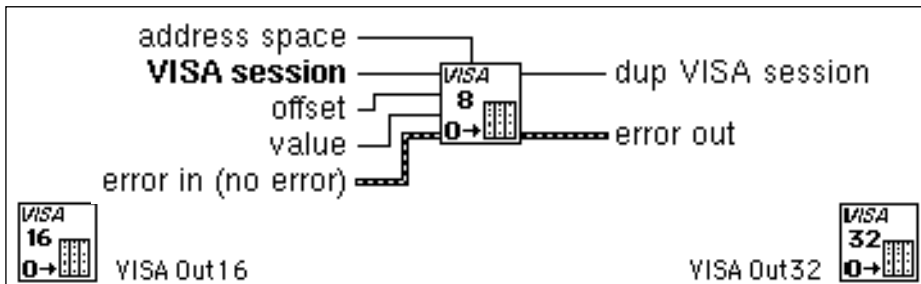 address space
VISA session
dup VISA session
VISA
8
offset
value
0→
error out
error in (no error)
VISA
16
0→
VISA Out16
VISA Out32
VISA
32
0→